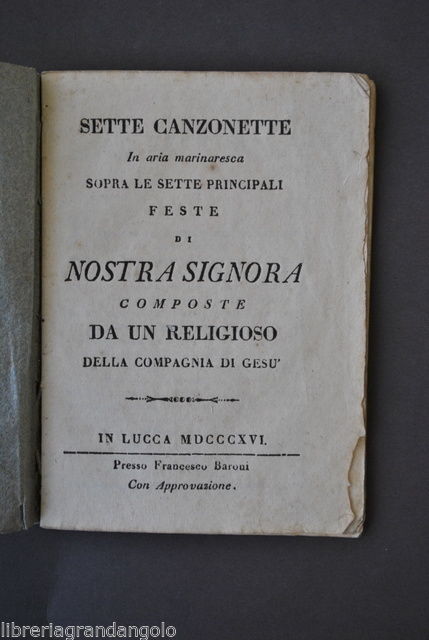 SETTE CANZONETTE
In aria marinaresca
SOPRA LE SETTE PRINCIPALI
FESTE
DI
NOSTRA SIGNORA
COMPOSTE
DA UN RELIGIOSO
DELLA COMPAGNIA DI GESU'
IN LUCCA MDCCCXVI.
Presso Francesco Baroni
Con Approvazione.
libreriagrandangolo